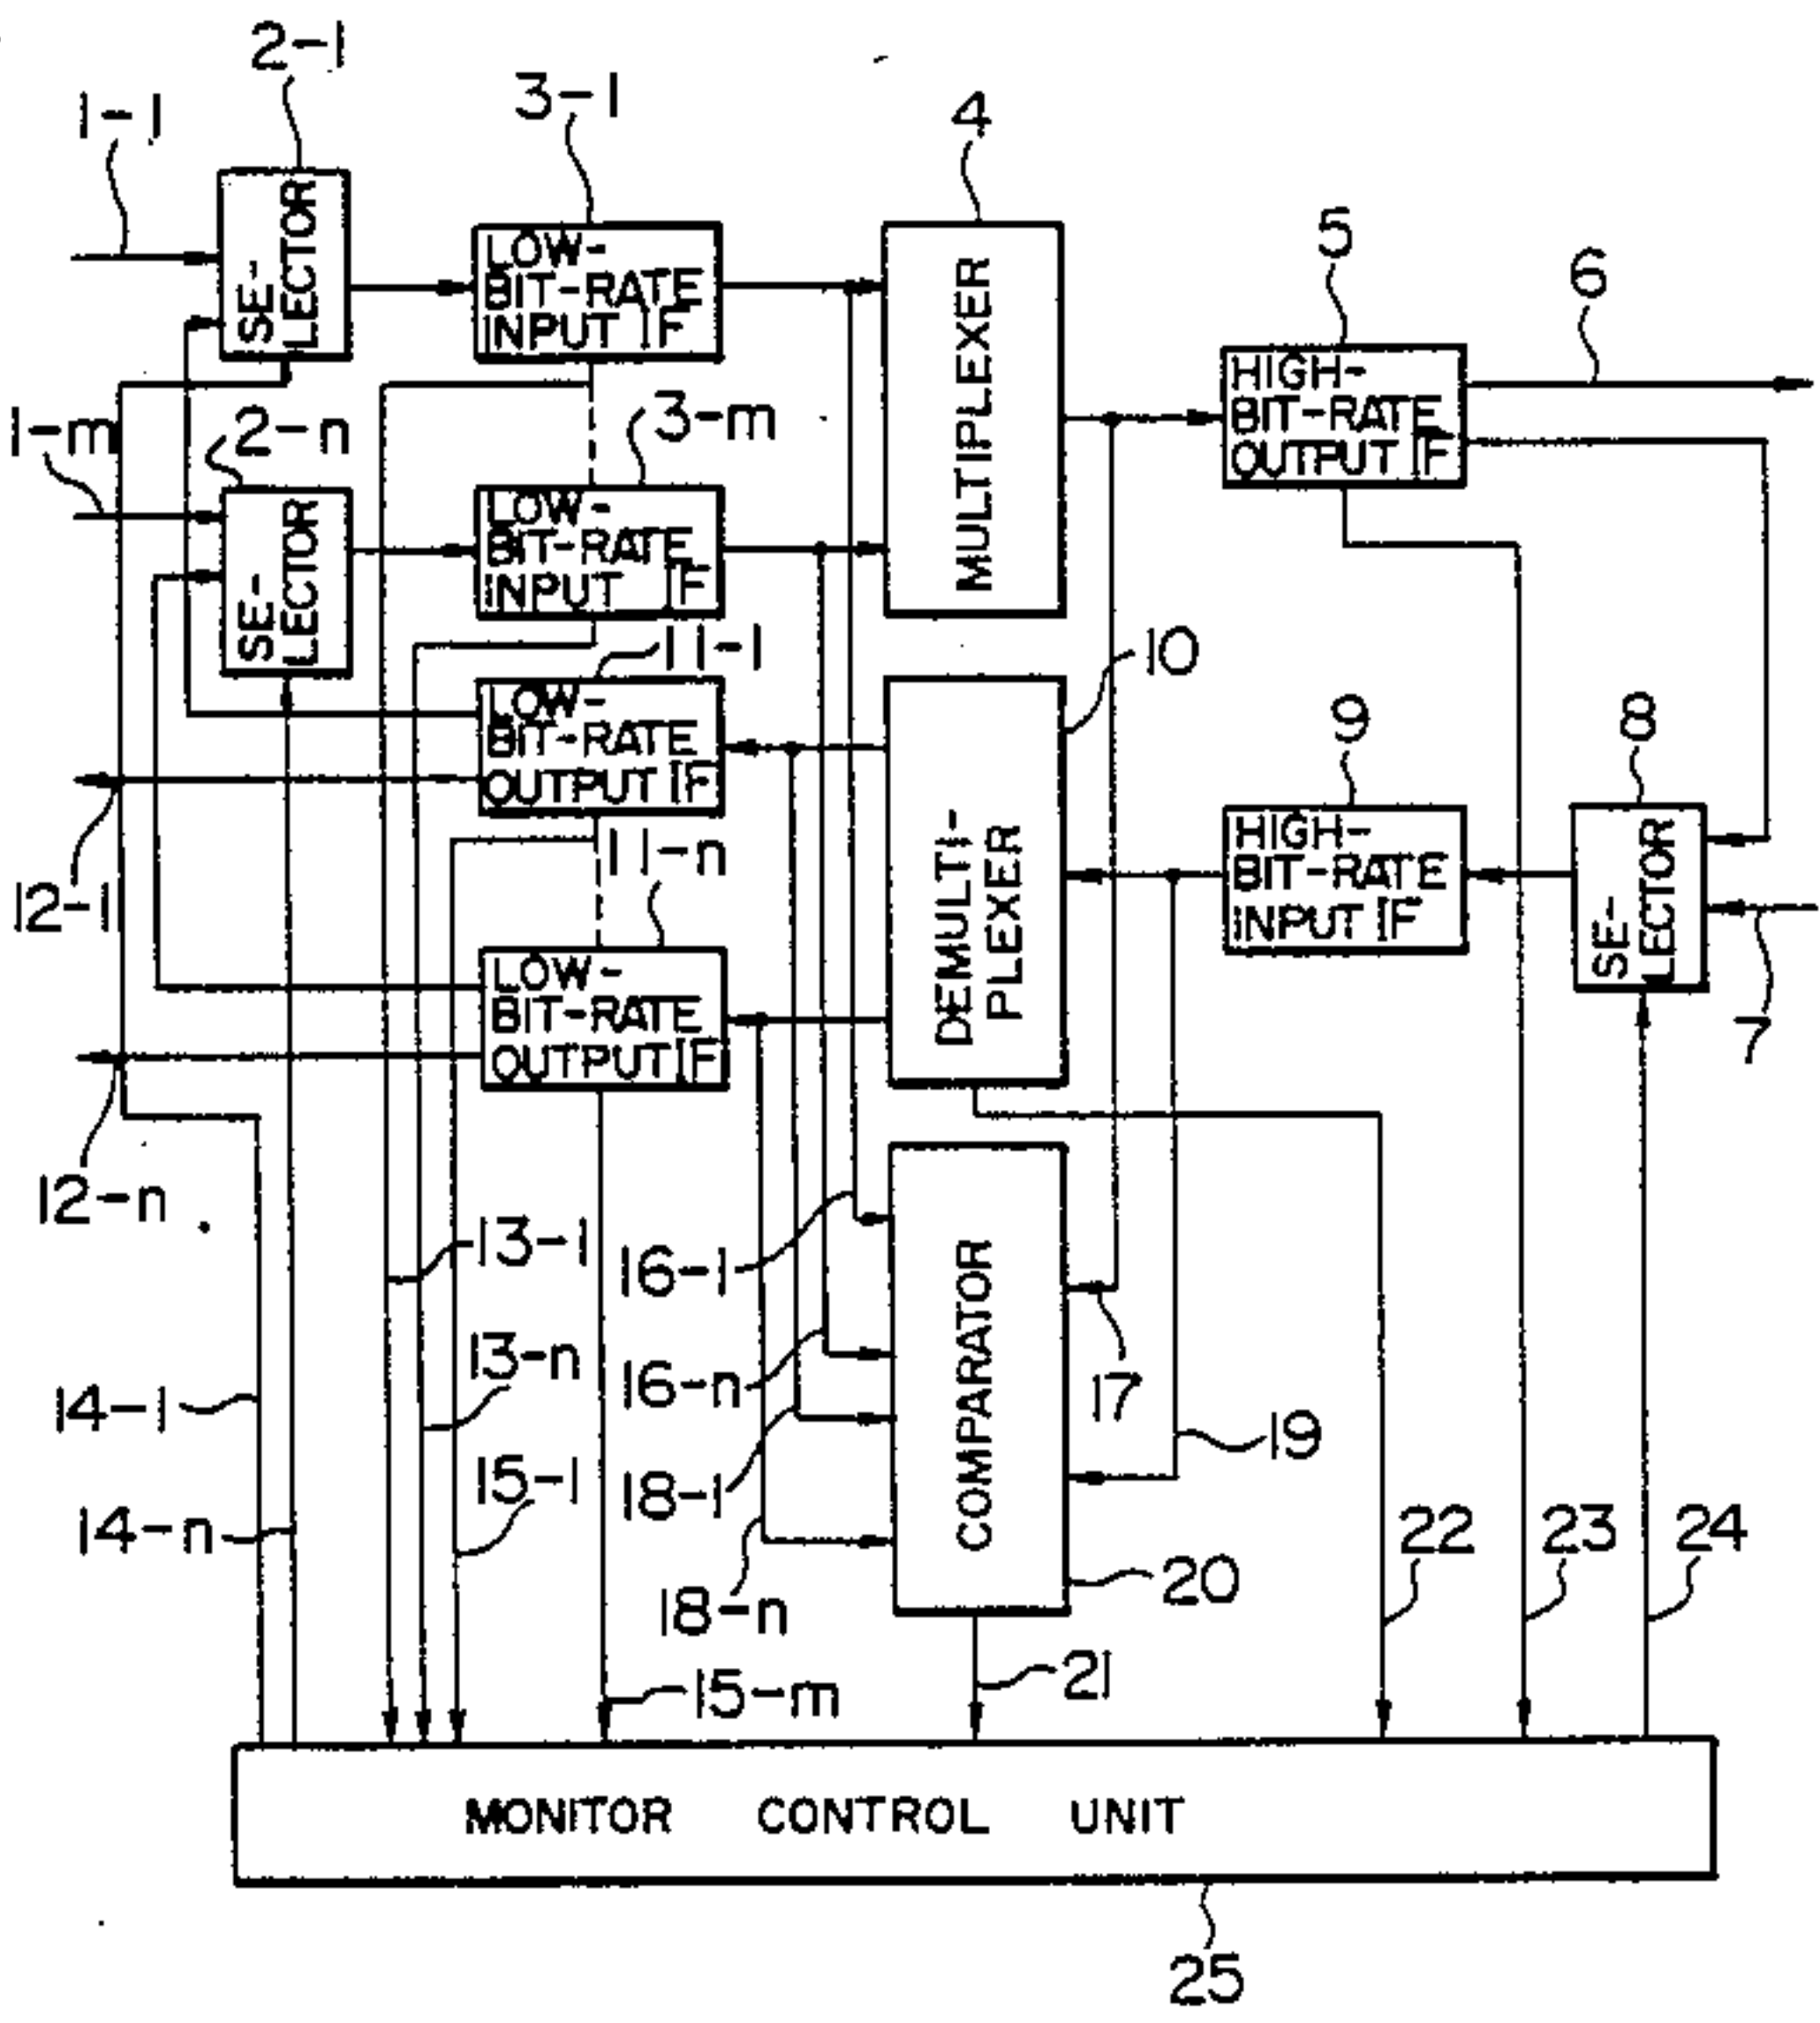 2-1
3-1
1-1
4
SE-
LECTOR
LOW-
BIT-RATE
INPUT IF
MULTIPLEXER
5
6
HIGH-
BIT-RATE
OUTPUT IF
1-m
2-n
3-m
SE-
LECTOR
LOW-
BIT-RATE
INPUT IF
11-1
10
LOW-
BIT-RATE
OUTPUT IF
9
8
12-1
11-n
DEMULTI-
PLEXER
HIGH-
BIT-RATE
INPUT IF
SE-
LECTOR
7
LOW-
BIT-RATE
OUTPUT IF
12-n
13-1
16-1
COMPARATOR
17
13-n
16-n
14-1
19
15-1
18-1
14-n
22
23
24
18-n
20
15-m
21
MONITOR CONTROL UNIT
25